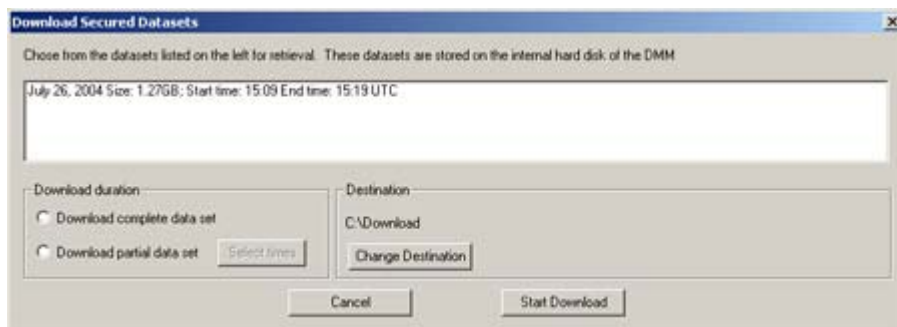 Download Secured Datasets
Chose from the datasets listed on the left for retrieval. These datasets are stored on the internal hard disk of the DMM
July 26, 2004 Size: 1.27GB; Start time: 15:09 End time: 15:19 UTC
Download duration
Download complete data set
Download partial data set
Select times
Destination
C:\Download
Change Destination
Cancel
Start Download